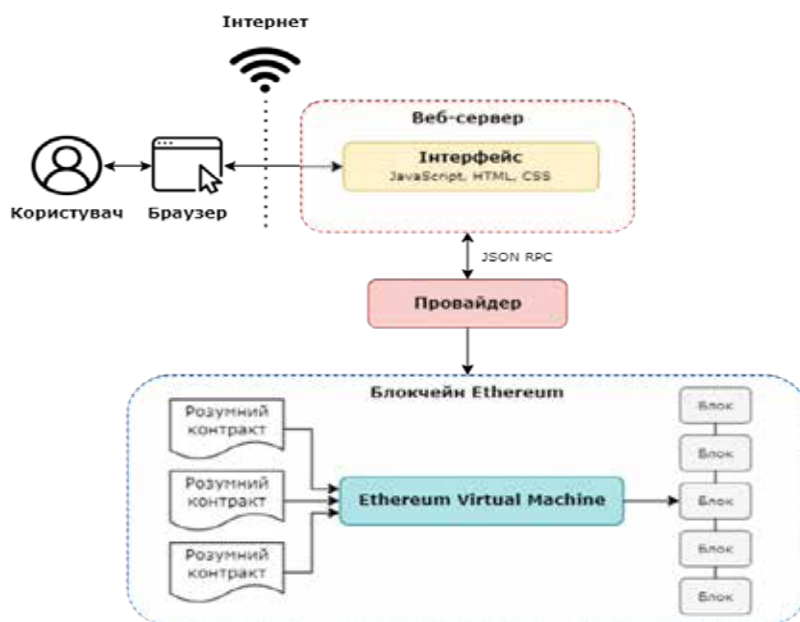 Інтернет
Веб-сервер
Інтерфейс
JavaScript, HTML, CSS
Користувач
Браузер
JSON RPC
Провайдер
Блокчейн Ethereum
Розумний
контракт
Розумний
контракт
Розумний
контракт
Ethereum Virtual Machine
Блок
Блок
Блок
Блок
Блок